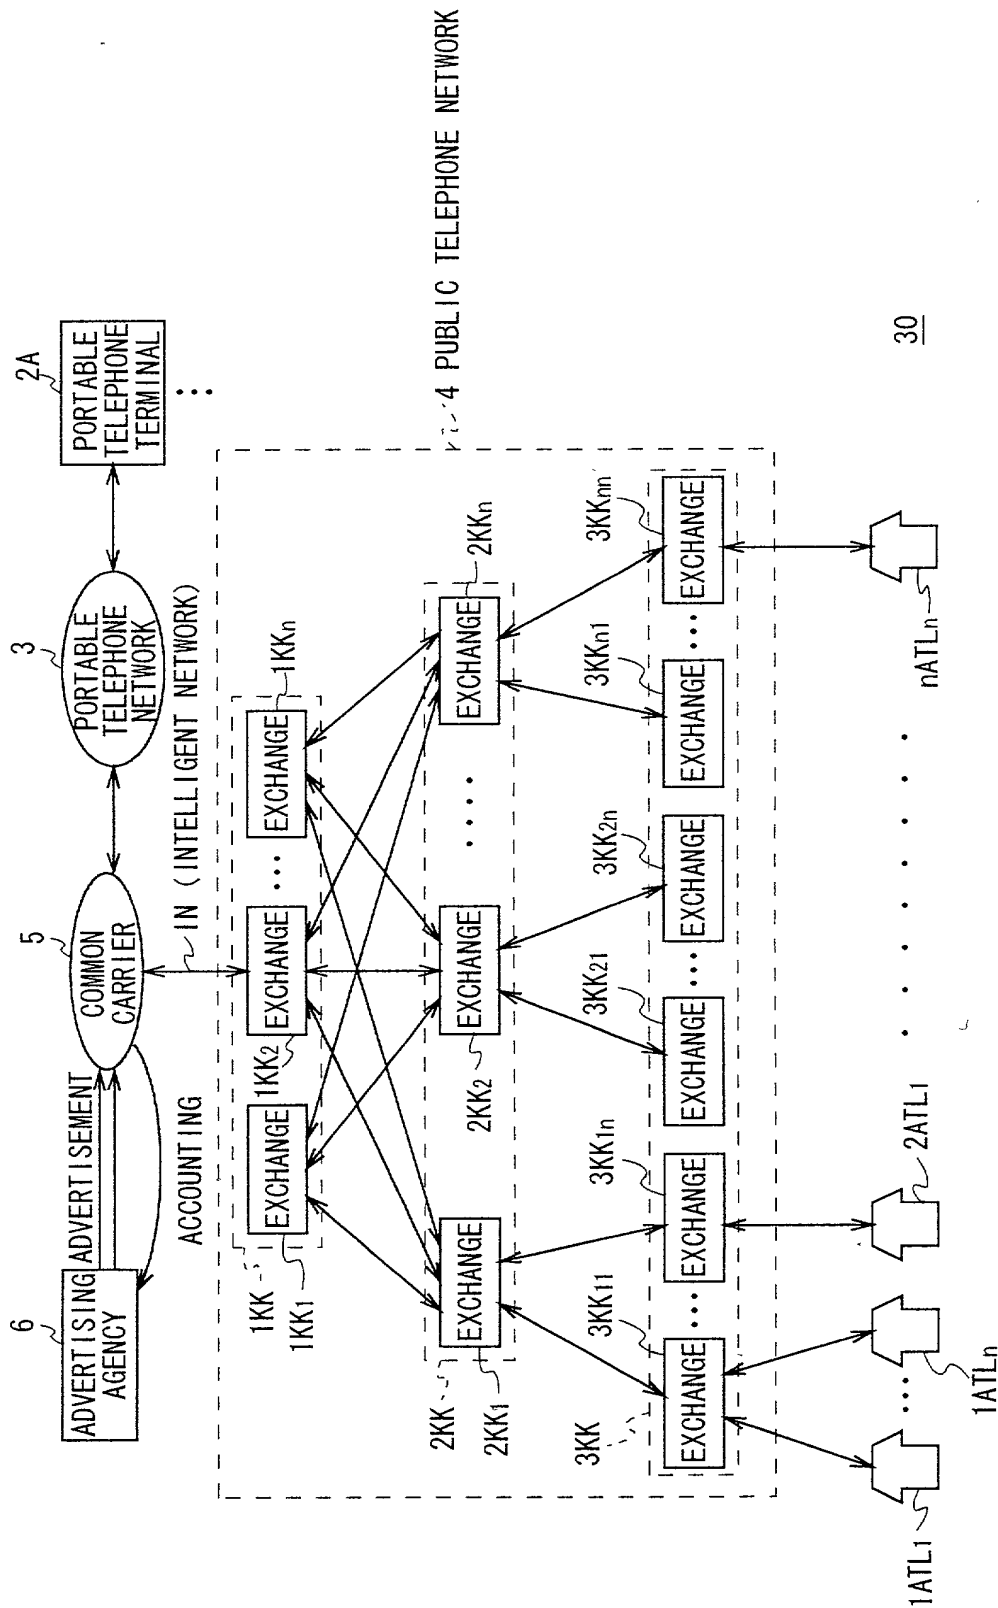 6
ADVERTISING
AGENCY
ADVERTISEMENT
ACCOUNTING
5
COMMON
CARRIER
3
PORTABLE
TELEPHONE
NETWORK
2A
PORTABLE
TELEPHONE
TERMINAL
IN (INTELLIGENT NETWORK)
4 PUBLIC TELEPHONE NETWORK
1KK
1KK1
EXCHANGE
1KK2
EXCHANGE
1KKn
EXCHANGE
2KK
2KK1
EXCHANGE
2KK2
EXCHANGE
2KKn
EXCHANGE
3KK
3KK11
EXCHANGE
3KK1n
EXCHANGE
3KK21
EXCHANGE
3KK2n
EXCHANGE
3KKn1
EXCHANGE
3KKnn
EXCHANGE
1ATL1
1ATLn
2ATL1
nATLn
30